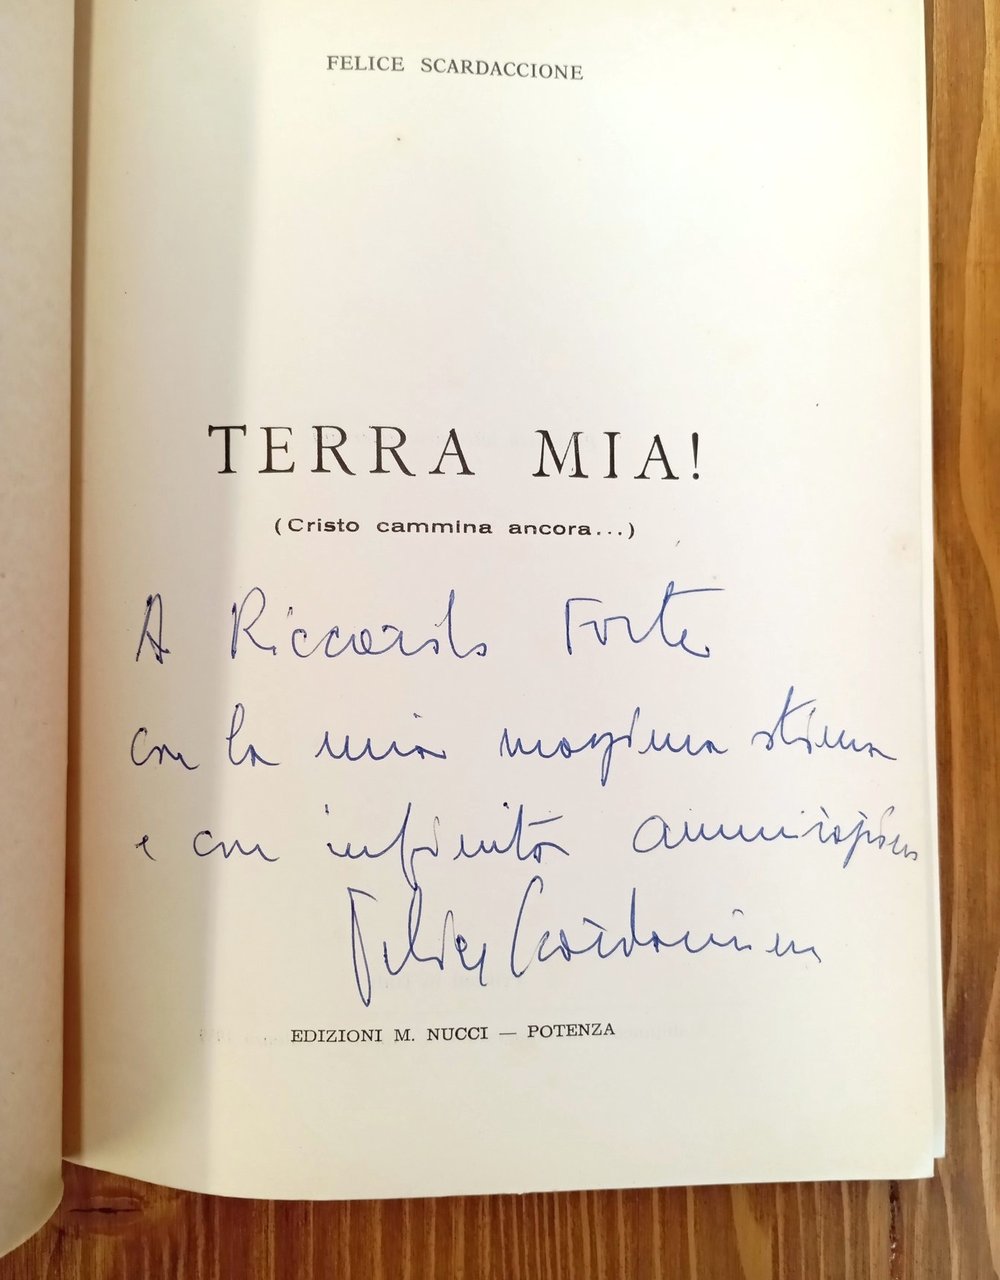 FELICE SCARDACCIONE
TERRA MIA!
(Cristo cammina ancora...)
A Riccardo Forte
con la mia massima stima
e con infinita ammirazione
Felice Scardaccione
EDIZIONI M. NUCCI — POTENZA